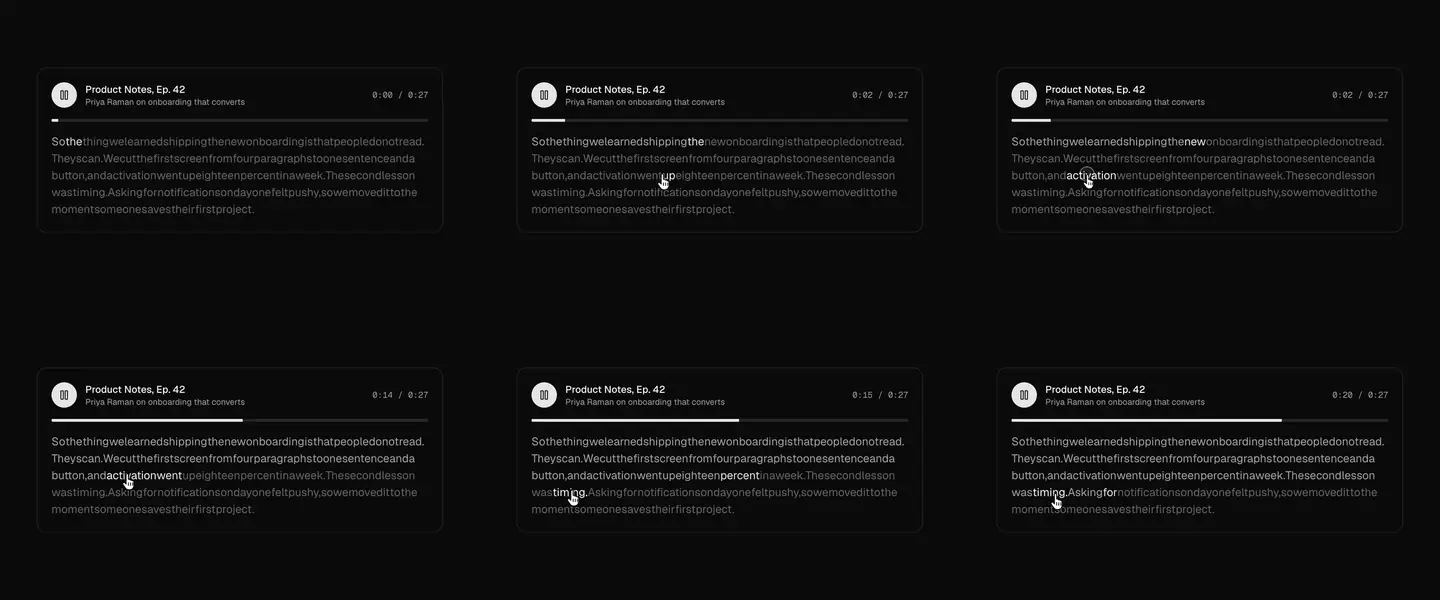 Product Notes, Ep. 42
Priya Raman on onboarding that converts
0:00 / 0:27
Sothethingwelearnedshippingthenewonboardingisthatpeopledonotread.
Theyscan.Wecutthefirstscreenfromfourparagraphstoonesentenceanda
button,andactivationwentupeighteenpercentinaweek.Thesecondlesson
wastiming.Askingfornotificationsondayonefeltpushy,sowemovedittothe
momentsomeonesavestheirfirstproject.
Product Notes, Ep. 42
Priya Raman on onboarding that converts
0:02 / 0:27
Sothethingwelearnedshippingthenewonboardingisthatpeopledonotread.
Theyscan.Wecutthefirstscreenfromfourparagraphstoonesentenceanda
button,andactivationwentupeighteenpercentinaweek.Thesecondlesson
wastiming.Askingfornotificationsondayonefeltpushy,sowemovedittothe
momentsomeonesavestheirfirstproject.
Product Notes, Ep. 42
Priya Raman on onboarding that converts
0:02 / 0:27
Sothethingwelearnedshippingthenewonboardingisthatpeopledonotread.
Theyscan.Wecutthefirstscreenfromfourparagraphstoonesentenceanda
button,andactivationwentupeighteenpercentinaweek.Thesecondlesson
wastiming.Askingfornotificationsondayonefeltpushy,sowemovedittothe
momentsomeonesavestheirfirstproject.
Product Notes, Ep. 42
Priya Raman on onboarding that converts
0:14 / 0:27
Sothethingwelearnedshippingthenewonboardingisthatpeopledonotread.
Theyscan.Wecutthefirstscreenfromfourparagraphstoonesentenceanda
button,andactivationwentupeighteenpercentinaweek.Thesecondlesson
wastiming.Askingfornotificationsondayonefeltpushy,sowemovedittothe
momentsomeonesavestheirfirstproject.
Product Notes, Ep. 42
Priya Raman on onboarding that converts
0:15 / 0:27
Sothethingwelearnedshippingthenewonboardingisthatpeopledonotread.
Theyscan.Wecutthefirstscreenfromfourparagraphstoonesentenceanda
button,andactivationwentupeighteenpercentinaweek.Thesecondlesson
wastiming.Askingfornotificationsondayonefeltpushy,sowemovedittothe
momentsomeonesavestheirfirstproject.
Product Notes, Ep. 42
Priya Raman on onboarding that converts
0:20 / 0:27
Sothethingwelearnedshippingthenewonboardingisthatpeopledonotread.
Theyscan.Wecutthefirstscreenfromfourparagraphstoonesentenceanda
button,andactivationwentupeighteenpercentinaweek.Thesecondlesson
wastiming.Askingfornotificationsondayonefeltpushy,sowemovedittothe
momentsomeonesavestheirfirstproject.